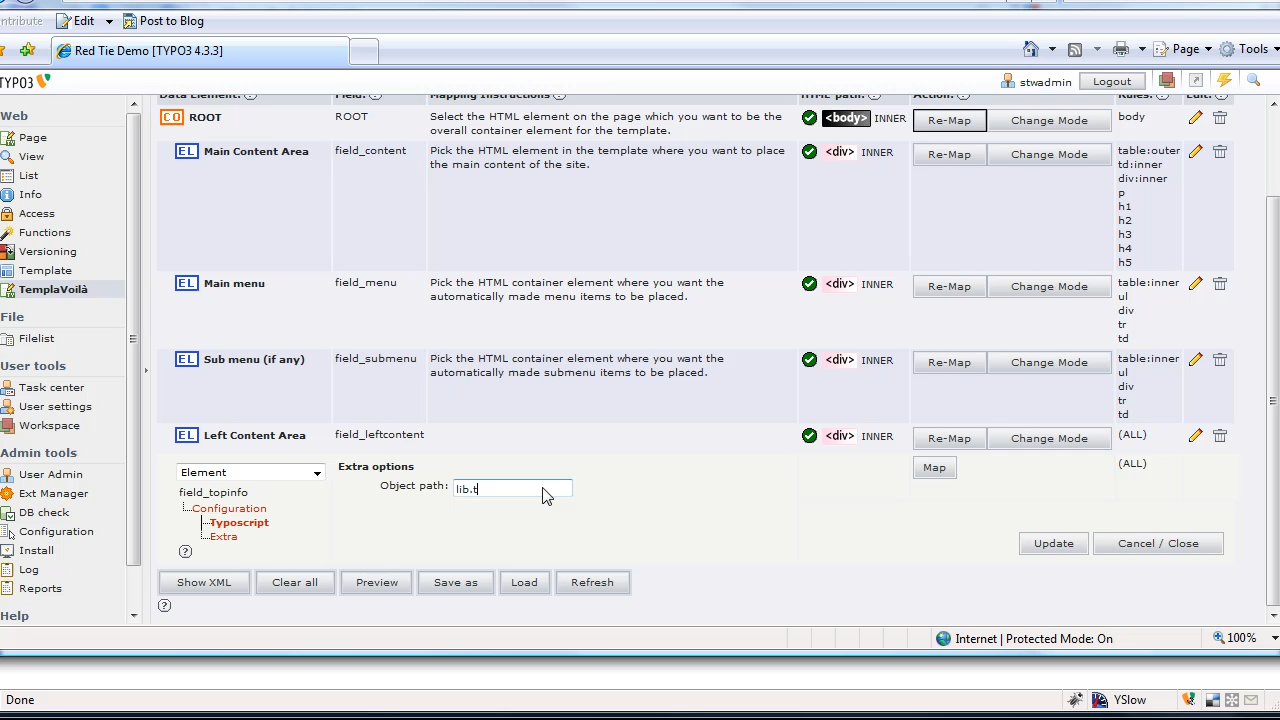 ntribute Edit Post to Blog
Red Tie Demo [TYPO3 4.3.3] Page Tools
TYPO3 stwadmin Logout
Data Element: Field: Mapping Instructions HTML path: Action: Rules: Edit:
Web
Page
View
List
Info
Access
Functions
Versioning
Template
TemplaVoilà
File
Filelist
User tools
Task center
User settings
Workspace
Admin tools
User Admin
Ext Manager
DB check
Configuration
Install
Log
Reports
Help
CO ROOT ROOT Select the HTML element on the page which you want to be the <body> INNER Re-Map Change Mode body
overall container element for the template.
EL Main Content Area field_content Pick the HTML element in the template where you want to place <div> INNER Re-Map Change Mode table:outer
the main content of the site. td:inner
div:inner
p
h1
h2
h3
h4
h5
EL Main menu field_menu Pick the HTML container element where you want the <div> INNER Re-Map Change Mode table:inner
automatically made menu items to be placed. ul
div
tr
td
EL Sub menu (if any) field_submenu Pick the HTML container element where you want the <div> INNER Re-Map Change Mode table:inner
automatically made submenu items to be placed. ul
div
tr
td
EL Left Content Area field_leftcontent <div> INNER Re-Map Change Mode (ALL)
Element Extra options Map (ALL)
Object path: lib.t
field_topinfo
Configuration
Typoscript
Extra
?
Update Cancel / Close
Show XML Clear all Preview Save as Load Refresh
?
Internet | Protected Mode: On 100%
Done YSlow